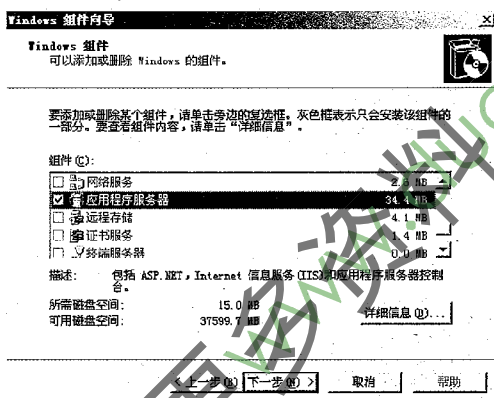 Windows 组件向导
Windows 组件
可以添加或删除 Windows 的组件。
要添加或删除某个组件，请单击旁边的复选框。灰色框表示只会安装该组件的
一部分。要查看组件内容，请单击“详细信息”。
组件(C):
网络服务 2.6 MB
应用程序服务器 34.4 MB
远程存储 4.1 MB
证书服务 1.4 MB
终端服务器 0.0 MB
描述: 包括 ASP.NET，Internet 信息服务(IIS)和应用程序服务器控制
台。
所需磁盘空间: 15.0 MB
可用磁盘空间: 37599.7 MB
详细信息(D)...
< 上一步(B) 下一步(N) > 取消 帮助